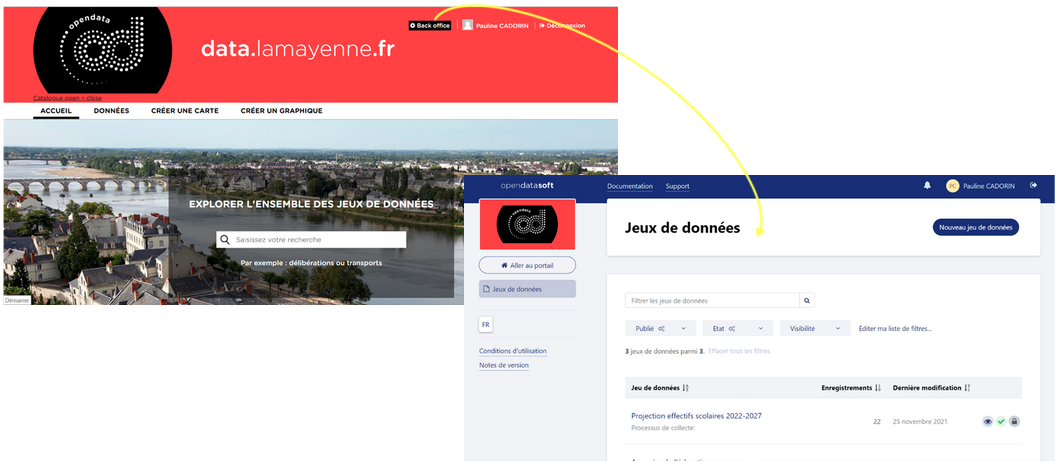 opendata
Back office
Pauline CADORIN
Déconnexion
data.lamayenne.fr
Catalogue open + close
ACCUEIL
DONNÉES
CRÉER UNE CARTE
CRÉER UN GRAPHIQUE
EXPLORER L'ENSEMBLE DES JEUX DE DONNÉES
Saisissez votre recherche
Par exemple : délibérations ou transports
Démarrer
opendatasoft
Documentation
Support
PC
Pauline CADORIN
opendata
Aller au portail
Jeux de données
FR
Conditions d'utilisation
Notes de version
Jeux de données
Nouveau jeu de données
Filtrer les jeux de données
Publié
Etat
Visibilité
Éditer ma liste de filtres...
3 jeux de données parmi 3. Effacer tous les filtres
Jeu de données
Enregistrements
Dernière modification
Projection effectifs scolaires 2022-2027
Processus de collecte:
22
25 novembre 2021